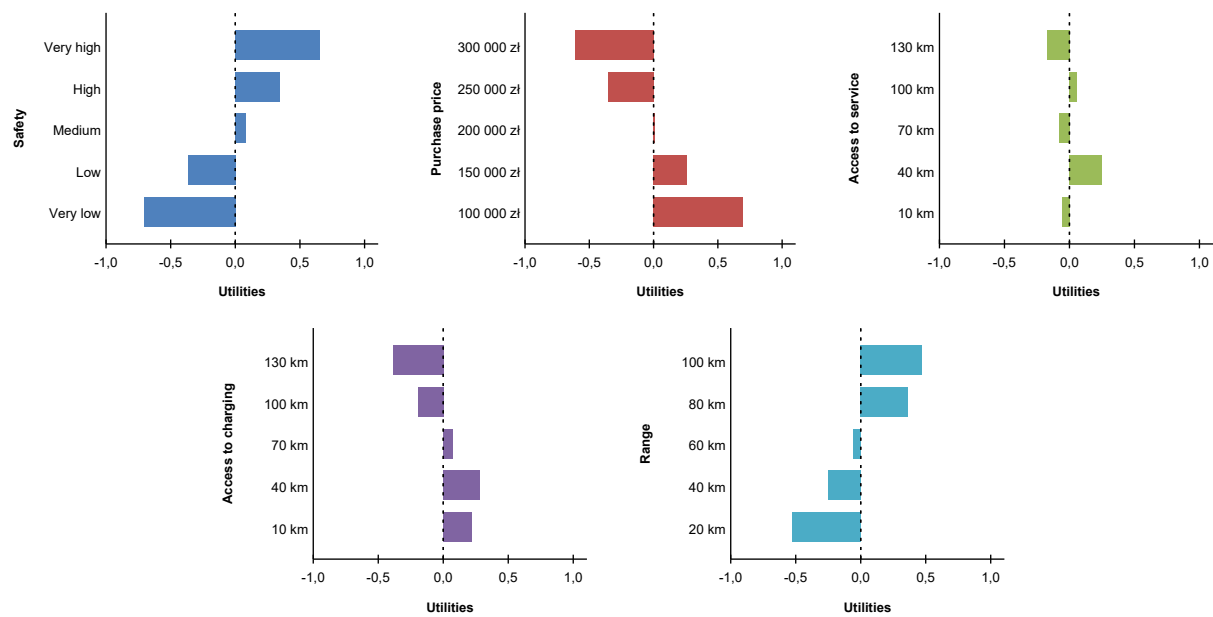 Safety
Very high
High
Medium
Low
Very low
-1,0 -0,5 0,0 0,5 1,0
Utilities
Purchase price
300 000 zł
250 000 zł
200 000 zł
150 000 zł
100 000 zł
-1,0 -0,5 0,0 0,5 1,0
Utilities
Access to service
130 km
100 km
70 km
40 km
10 km
-1,0 -0,5 0,0 0,5 1,0
Utilities
Access to charging
130 km
100 km
70 km
40 km
10 km
-1,0 -0,5 0,0 0,5 1,0
Utilities
Range
100 km
80 km
60 km
40 km
20 km
-1,0 -0,5 0,0 0,5 1,0
Utilities